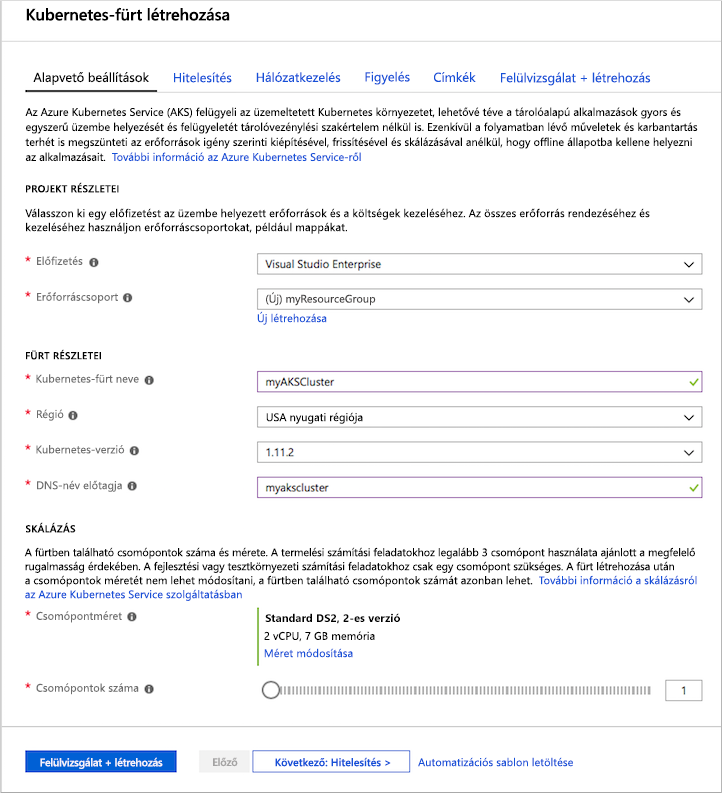 Kubernetes-fürt létrehozása
Alapvető beállítások Hitelesítés Hálózatkezelés Figyelés Címkék Felülvizsgálat + létrehozás
Az Azure Kubernetes Service (AKS) felügyeli az üzemeltetett Kubernetes környezetet, lehetővé téve a tárolóalapú alkalmazások gyors és
egyszerű üzembe helyezését és felügyeletét tárolóvezénylési szakértelem nélkül is. Ezenkívül a folyamatban lévő műveletek és karbantartás
terhét is megszünteti az erőforrások igény szerinti kiépítésével, frissítésével és skálázásával anélkül, hogy offline állapotba kellene helyezni
az alkalmazásait. További információ az Azure Kubernetes Service-ről
PROJEKT RÉSZLETEI
Válasszon ki egy előfizetést az üzembe helyezett erőforrások és a költségek kezeléséhez. Az összes erőforrás rendezéséhez és
kezeléséhez használjon erőforráscsoportokat, például mappákat.
* Előfizetés Visual Studio Enterprise
* Erőforráscsoport (Új) myResourceGroup
Új létrehozása
FÜRT RÉSZLETEI
* Kubernetes-fürt neve myAKSCluster
* Régió USA nyugati régiója
* Kubernetes-verzió 1.11.2
* DNS-név előtagja myakscluster
SKÁLÁZÁS
A fürtben található csomópontok száma és mérete. A termelési számítási feladatokhoz legalább 3 csomópont használata ajánlott a megfelelő
rugalmasság érdekében. A fejlesztési vagy tesztkörnyezeti számítási feladatokhoz csak egy csomópont szükséges. A fürt létrehozása után
a csomópontok méretét nem lehet módosítani, a fürtben található csomópontok számát azonban lehet. További információ a skálázásról
az Azure Kubernetes Service szolgáltatásban
* Csomópontméret Standard DS2, 2-es verzió
2 vCPU, 7 GB memória
Méret módosítása
* Csomópontok száma 1
Felülvizsgálat + létrehozás Előző Következő: Hitelesítés > Automatizációs sablon letöltése